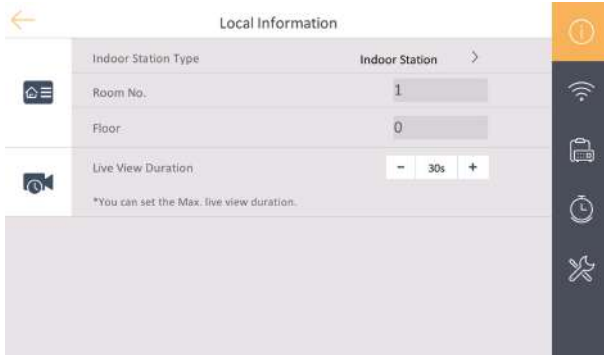 Local Information
Indoor Station Type Indoor Station >
Room No. 1
Floor 0
Live View Duration - 30s +
*You can set the Max. live view duration.